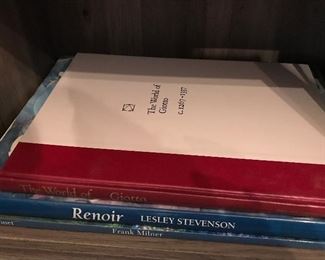 The World of
Giotto
c. 1267-1337
The World of Giotto
Renoir LESLEY STEVENSON
Frank Milner